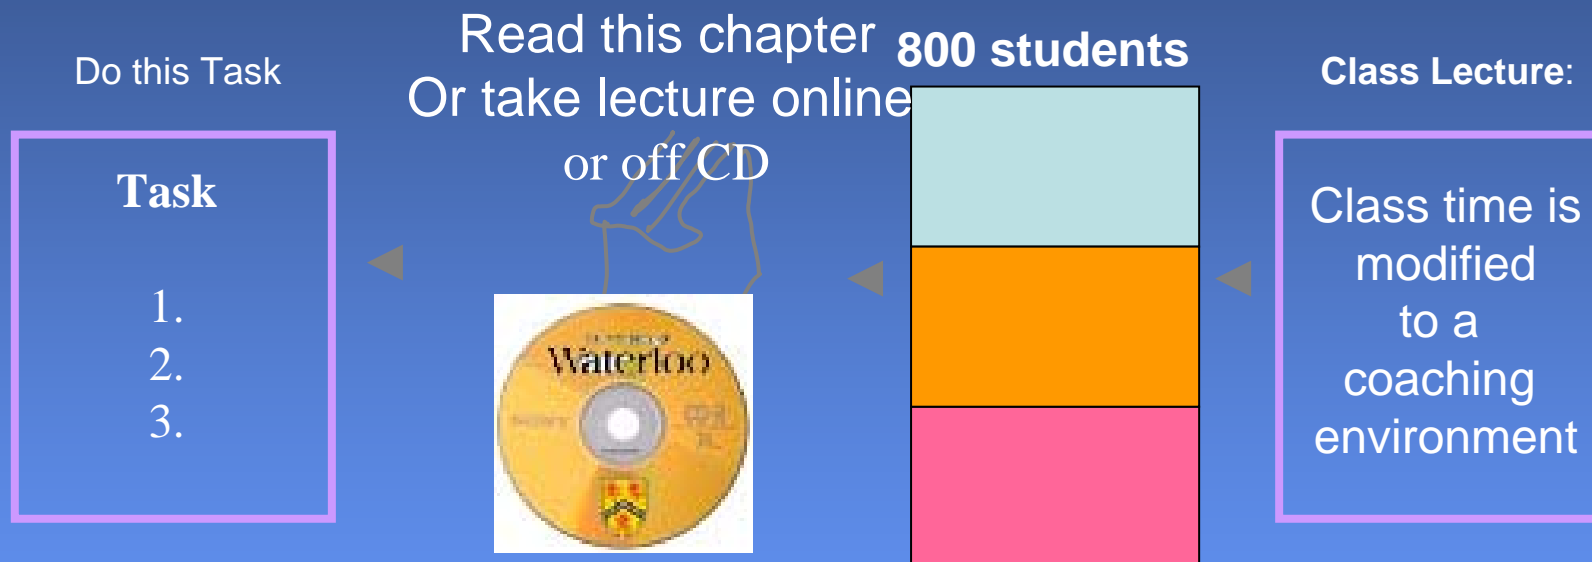 Do this Task
Task
1.
2.
3.
Read this chapter
Or take lecture online
or off CD
Waterloo
800 students
Class Lecture:
Class time is
modified
to a
coaching
environment